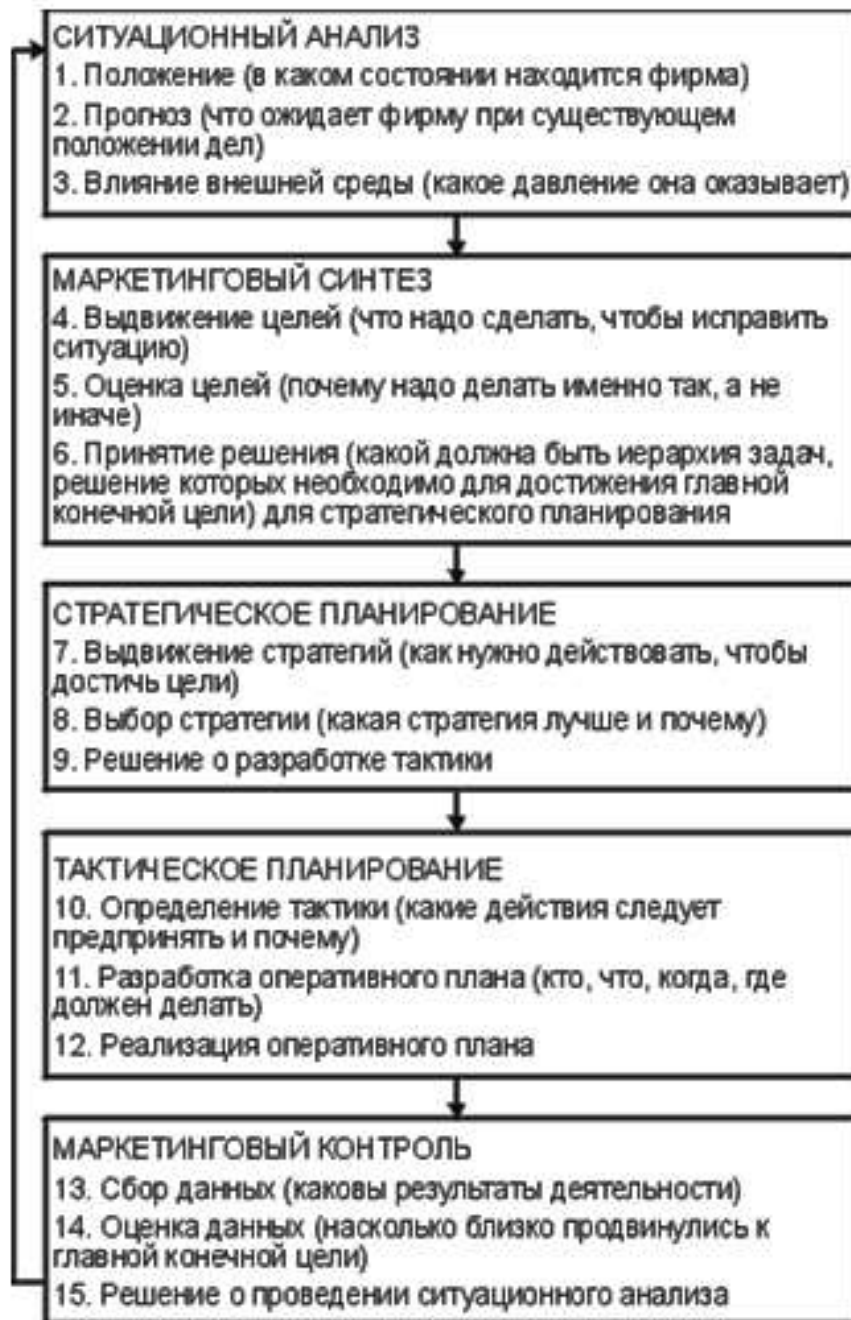 СИТУАЦИОННЫЙ АНАЛИЗ
1. Положение (в каком состоянии находится фирма)
2. Прогноз (что ожидает фирму при существующем
положении дел)
3. Влияние внешней среды (какое давление она оказывает)
МАРКЕТИНГОВЫЙ СИНТЕЗ
4. Выдвижение целей (что надо сделать, чтобы исправить
ситуацию)
5. Оценка целей (почему надо делать именно так, а не
иначе)
6. Принятие решения (какой должна быть иерархия задач,
решение которых необходимо для достижения главной
конечной цели) для стратегического планирования
СТРАТЕГИЧЕСКОЕ ПЛАНИРОВАНИЕ
7. Выдвижение стратегий (как нужно действовать, чтобы
достичь цели)
8. Выбор стратегии (какая стратегия лучше и почему)
9. Решение о разработке тактики
ТАКТИЧЕСКОЕ ПЛАНИРОВАНИЕ
10. Определение тактики (какие действия следует
предпринять и почему)
11. Разработка оперативного плана (кто, что, когда, где
должен делать)
12. Реализация оперативного плана
МАРКЕТИНГОВЫЙ КОНТРОЛЬ
13. Сбор данных (каковы результаты деятельности)
14. Оценка данных (насколько близко продвинулись к
главной конечной цели)
15. Решение о проведении ситуационного анализа